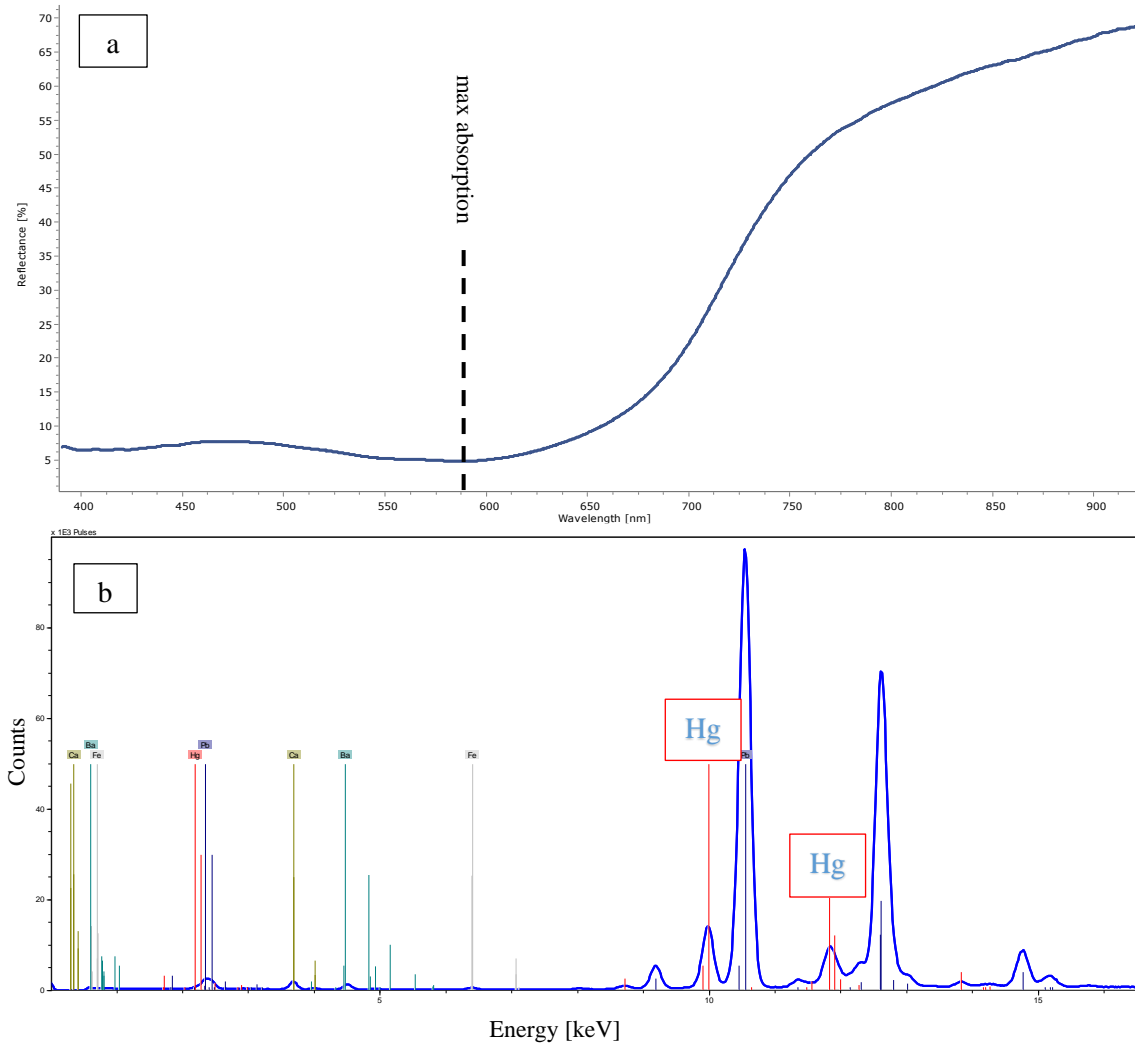 a
70
65
60
55
50
45
40
35
30
25
20
15
10
5
Reflectance [%]
max absorption
400 450 500 550 600 650 700 750 800 850 900
Wavelength [nm]
x 1E3 Pulses
b
80
60
40
20
0
Counts
Hg
Hg
Ca Ba Fe Hg Pb Ca Ba Fe Pb
5 10 15
Energy [keV]